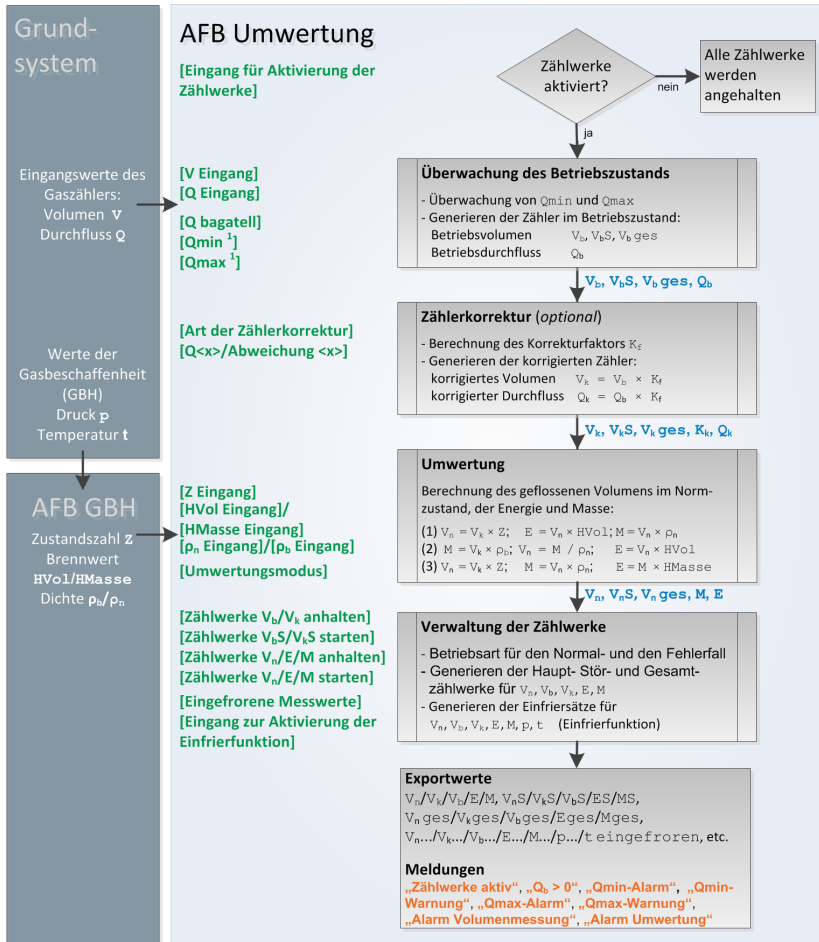 Grund-
system
Eingangswerte des
Gaszählers:
Volumen V
Durchfluss Q
Werte der
Gasbeschaffenheit
(GBH)
Druck p
Temperatur t
AFB GBH
Zustandszahl Z
Brennwert
HVol/HMasse
Dichte ρb/ρn
AFB Umwertung
[Eingang für Aktivierung der
Zählwerke]
[V Eingang]
[Q Eingang]
[Q bagatell]
[Qmin ¹]
[Qmax ¹]
[Art der Zählerkorrektur]
[Q<x>/Abweichung <x>]
[Z Eingang]
[HVol Eingang]/
[HMasse Eingang]
[ρn Eingang]/[ρb Eingang]
[Umwertungsmodus]
[Zählwerke Vb/Vk anhalten]
[Zählwerke VbS/VkS starten]
[Zählwerke Vn/E/M anhalten]
[Zählwerke Vn/E/M starten]
[Eingefrorene Messwerte]
[Eingang zur Aktivierung der
Einfrierfunktion]
Zählwerke
aktiviert?
nein
Alle Zählwerke
werden
angehalten
ja
Überwachung des Betriebszustands
- Überwachung von Qmin und Qmax
- Generieren der Zähler im Betriebszustand:
Betriebsvolumen Vb, VbS, Vb ges
Betriebsdurchfluss Qb
Vb, VbS, Vb ges, Qb
Zählerkorrektur (optional)
- Berechnung des Korrekturfaktors Kf
- Generieren der korrigierten Zähler:
korrigiertes Volumen Vk = Vb × Kf
korrigierter Durchfluss Qk = Qb × Kf
Vk, VkS, Vk ges, Kk, Qk
Umwertung
Berechnung des geflossenen Volumens im Norm-
zustand, der Energie und Masse:
(1) Vn = Vk × Z; E = Vn × HVol; M = Vn × ρn
(2) M = Vk × ρb; Vn = M / ρn; E = Vn × HVol
(3) Vn = Vk × Z; M = Vn × ρn; E = M × HMasse
Vn, VnS, Vn ges, M, E
Verwaltung der Zählwerke
- Betriebsart für den Normal- und den Fehlerfall
- Generieren der Haupt- Stör- und Gesamt-
zählwerke für Vn, Vb, Vk, E, M
- Generieren der Einfriersätze für
Vn, Vb, Vk, E, M, p, t (Einfrierfunktion)
Exportwerte
Vn/Vk/Vb/E/M, VnS/VkS/VbS/ES/MS,
Vn ges/Vk ges/Vb ges/Eges/Mges,
Vn.../Vk.../Vb.../E.../M.../p.../t eingefroren, etc.
Meldungen
„Zählwerke aktiv“, „Qb > 0“, „Qmin-Alarm“, „Qmin-
Warnung“, „Qmax-Alarm“, „Qmax-Warnung“,
„Alarm Volumenmessung“, „Alarm Umwertung“